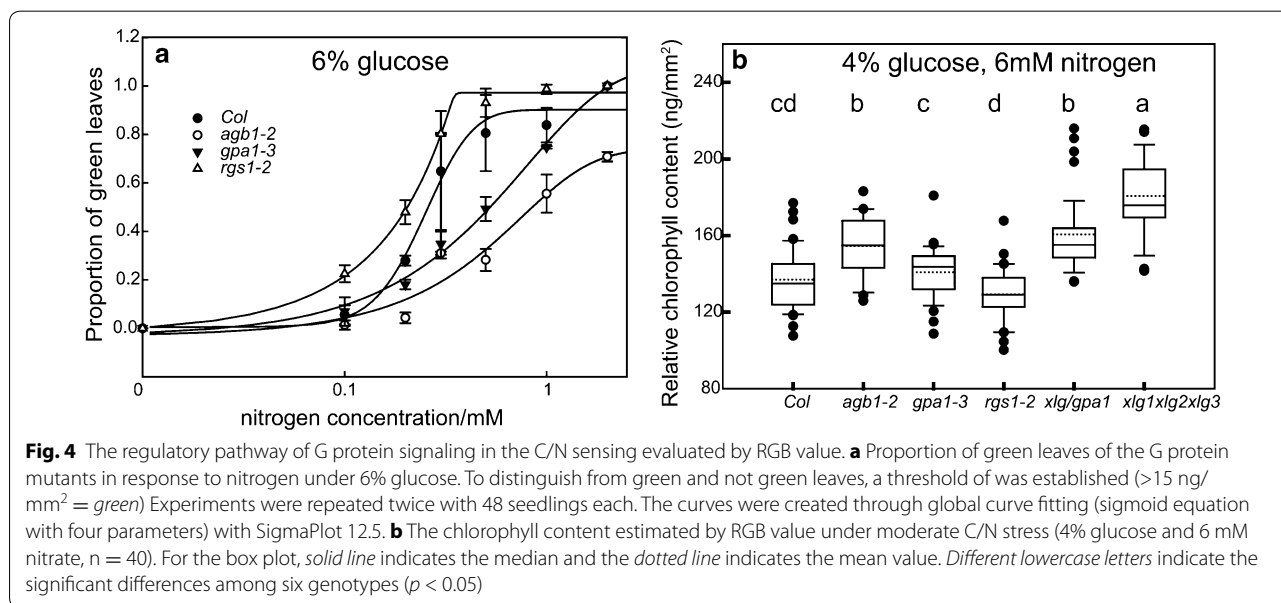 a
6% glucose
1.2
1.0
0.8
0.6
0.4
0.2
0.0
Proportion of green leaves
Col
agb1-2
gpa1-3
rgs1-2
0
0.1
1
nitrogen concentration/mM
b
4% glucose, 6mM nitrogen
Relative chlorophyll content (ng/mm²)
240
200
160
120
80
cd b c d b a
Col agb1-2 gpa1-3 rgs1-2 xlg/gpa1 xlg1xlg2xlg3
Fig. 4 The regulatory pathway of G protein signaling in the C/N sensing evaluated by RGB value. a Proportion of green leaves of the G protein
mutants in response to nitrogen under 6% glucose. To distinguish from green and not green leaves, a threshold of was established (>15 ng/
mm² = green) Experiments were repeated twice with 48 seedlings each. The curves were created through global curve fitting (sigmoid equation
with four parameters) with SigmaPlot 12.5. b The chlorophyll content estimated by RGB value under moderate C/N stress (4% glucose and 6 mM
nitrate, n = 40). For the box plot, solid line indicates the median and the dotted line indicates the mean value. Different lowercase letters indicate the
significant differences among six genotypes (p < 0.05)